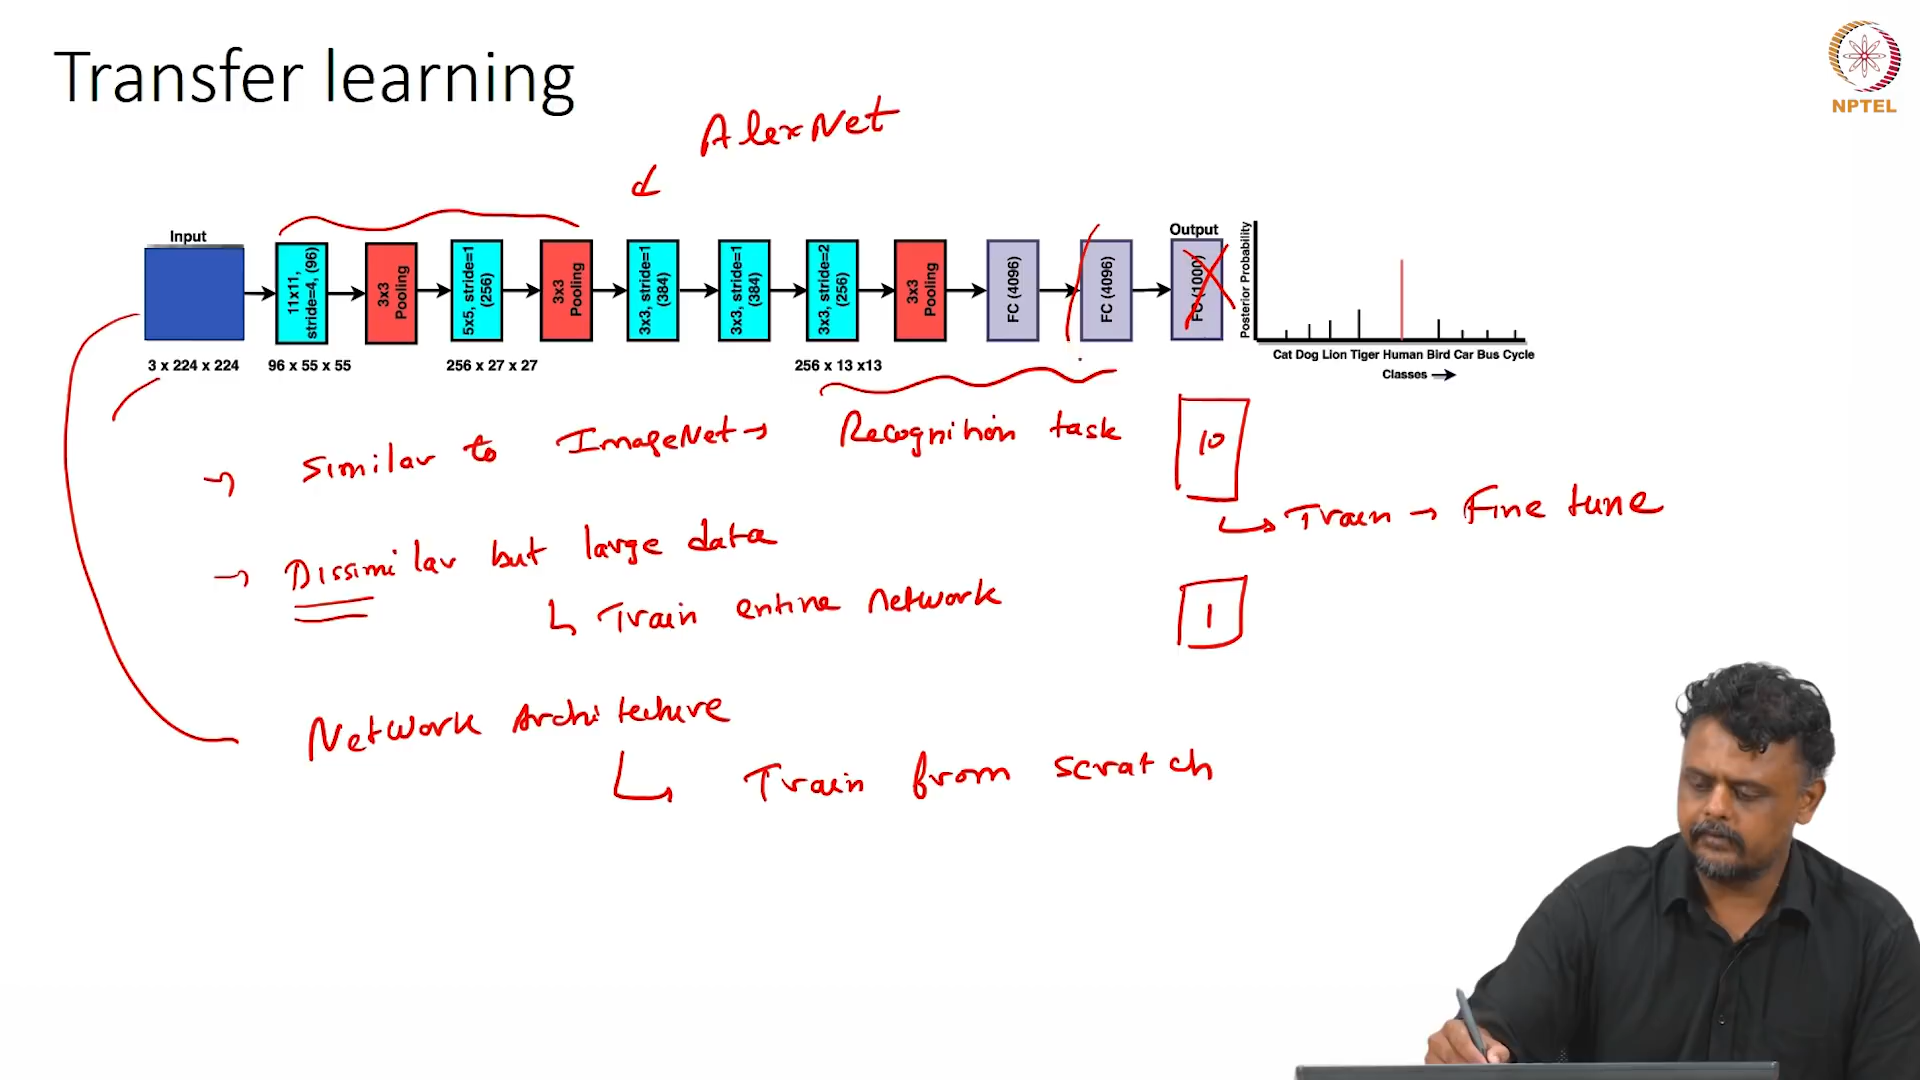 Transfer learning
NPTEL
AlexNet
Input
11x11, stride=4, (96)
3x3 Pooling
5x5, stride=1 (256)
3x3 Pooling
3x3, stride=1 (384)
3x3, stride=1 (384)
3x3, stride=2 (256)
3x3 Pooling
FC (4096)
FC (4096)
Output
FC (1000)
Posterior Probability
3 x 224 x 224
96 x 55 x 55
256 x 27 x 27
256 x 13 x13
Cat Dog Lion Tiger Human Bird Car Bus Cycle
Classes
Similar to ImageNet → Recognition task
10
→ Train → Fine tune
→ Dissimilar but large data
Train entire network
1
Network Architecture
Train from scratch